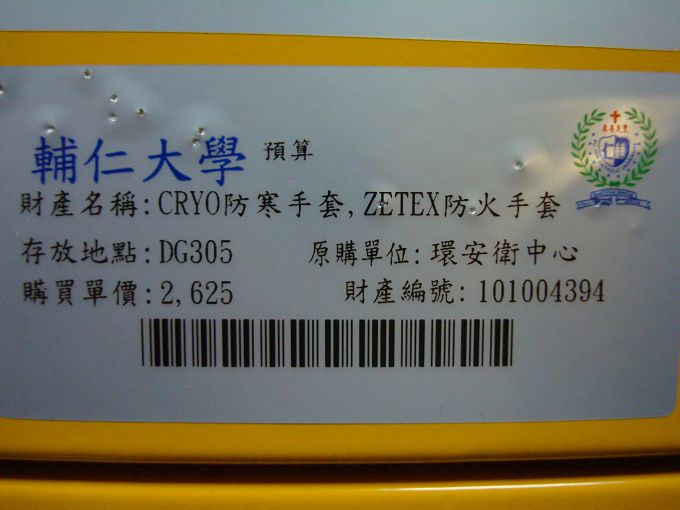 輔仁大學 預算
財產名稱:CRYO防寒手套,ZETEX防火手套
存放地點:DG305 原購單位:環安衛中心
購買單價:2,625 財產編號:101004394